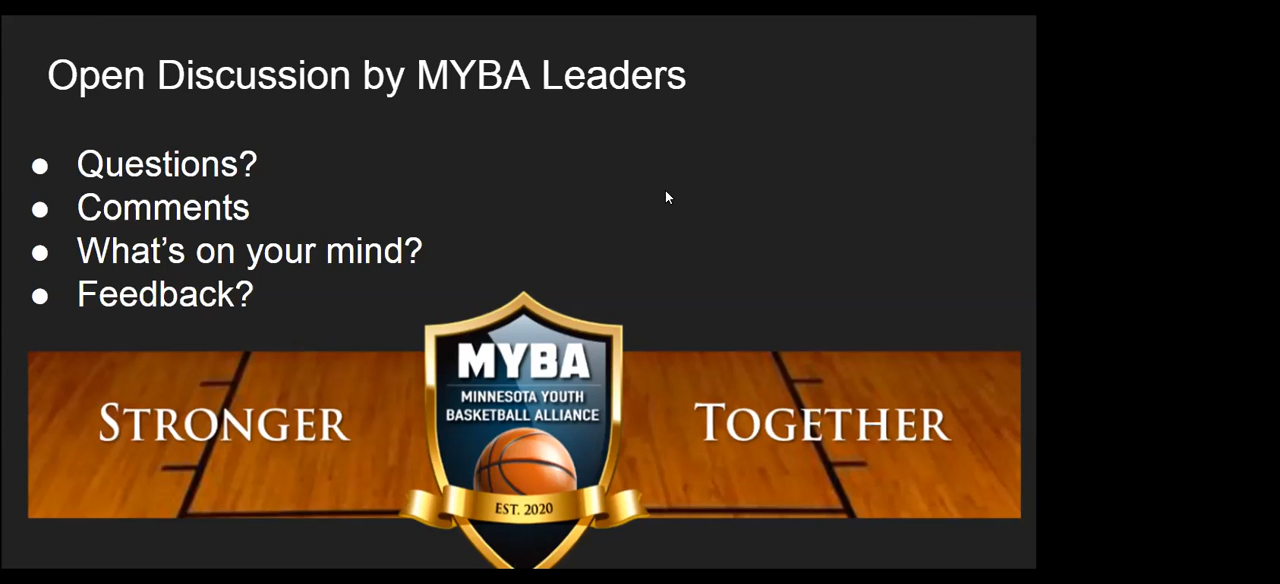 Open Discussion by MYBA Leaders
● Questions?
● Comments
● What’s on your mind?
● Feedback?
MYBA
MINNESOTA YOUTH
BASKETBALL ALLIANCE
STRONGER
TOGETHER
EST. 2020